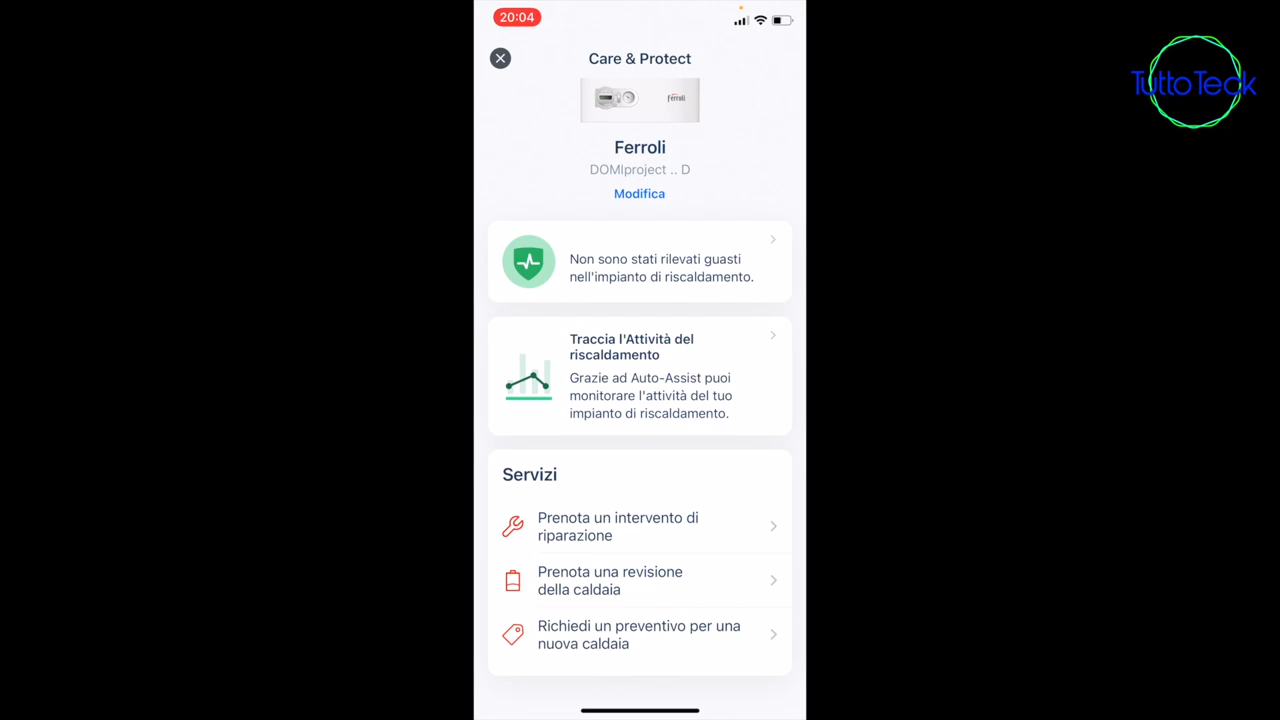 20:04
TuttoTeck
Care & Protect
Ferroli
Ferroli
DOMIproject .. D
Modifica
Non sono stati rilevati guasti
nell'impianto di riscaldamento.
Traccia l'Attività del
riscaldamento
Grazie ad Auto-Assist puoi
monitorare l'attività del tuo
impianto di riscaldamento.
Servizi
Prenota un intervento di
riparazione
Prenota una revisione
della caldaia
Richiedi un preventivo per una
nuova caldaia